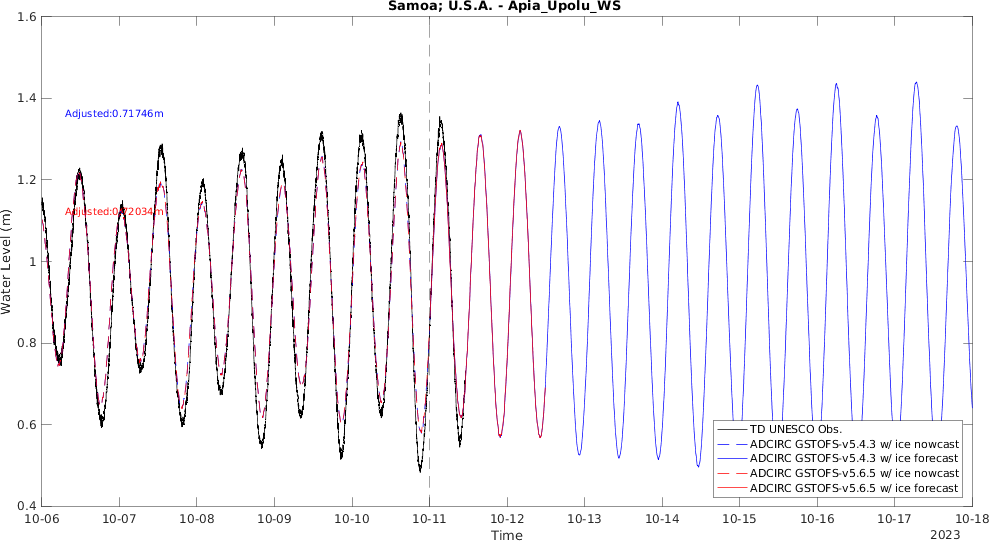 Samoa; U.S.A. - Apia_Upolu_WS
1.6
1.4
1.2
1
0.8
0.6
0.4
Water Level (m)
Adjusted:0.71746m
Adjusted:0.72034m
TD UNESCO Obs.
ADCIRC GSTOFS-v5.4.3 w/ ice nowcast
ADCIRC GSTOFS-v5.4.3 w/ ice forecast
ADCIRC GSTOFS-v5.6.5 w/ ice nowcast
ADCIRC GSTOFS-v5.6.5 w/ ice forecast
10-06 10-07 10-08 10-09 10-10 10-11 10-12 10-13 10-14 10-15 10-16 10-17 10-18
Time
2023